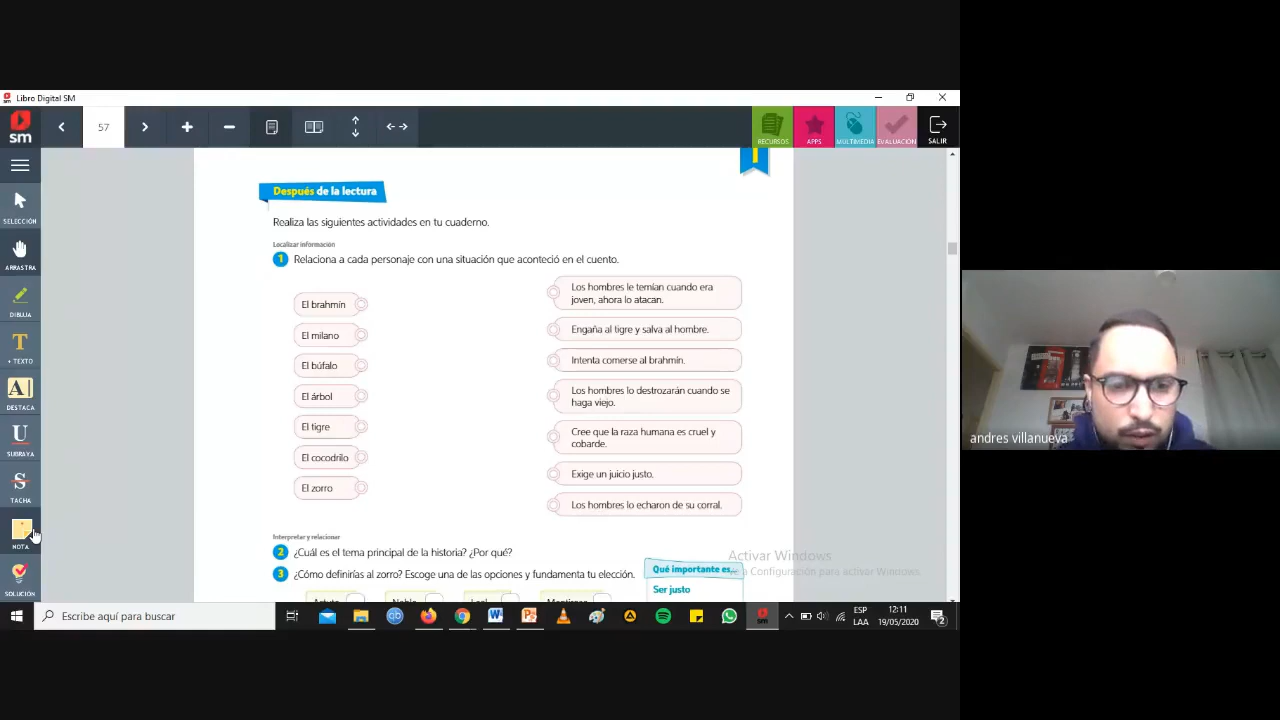 Libro Digital SM
sm
57
RECURSOS
APPS
MULTIMEDIA
EVALUACIÓN
SALIR
SELECCIÓN
ARRASTRA
DIBUJA
+ TEXTO
DESTACA
SUBRAYA
TACHA
NOTA
SOLUCIÓN
Después de la lectura
Realiza las siguientes actividades en tu cuaderno.
Localizar información
1 Relaciona a cada personaje con una situación que aconteció en el cuento.
El brahmín
El milano
El búfalo
El árbol
El tigre
El cocodrilo
El zorro
Los hombres le temían cuando era
joven, ahora lo atacan.
Engaña al tigre y salva al hombre.
Intenta comerse al brahmín.
Los hombres lo destrozarán cuando se
haga viejo.
Cree que la raza humana es cruel y
cobarde.
Exige un juicio justo.
Los hombres lo echaron de su corral.
Interpretar y relacionar
2 ¿Cuál es el tema principal de la historia? ¿Por qué?
3 ¿Cómo definirías al zorro? Escoge una de las opciones y fundamenta tu elección.
Qué importante es...
Ser justo
Activar Windows
Ve a Configuración para activar Windows.
Escribe aquí para buscar
ESP
LAA
12:11
19/05/2020
2
andres villanueva